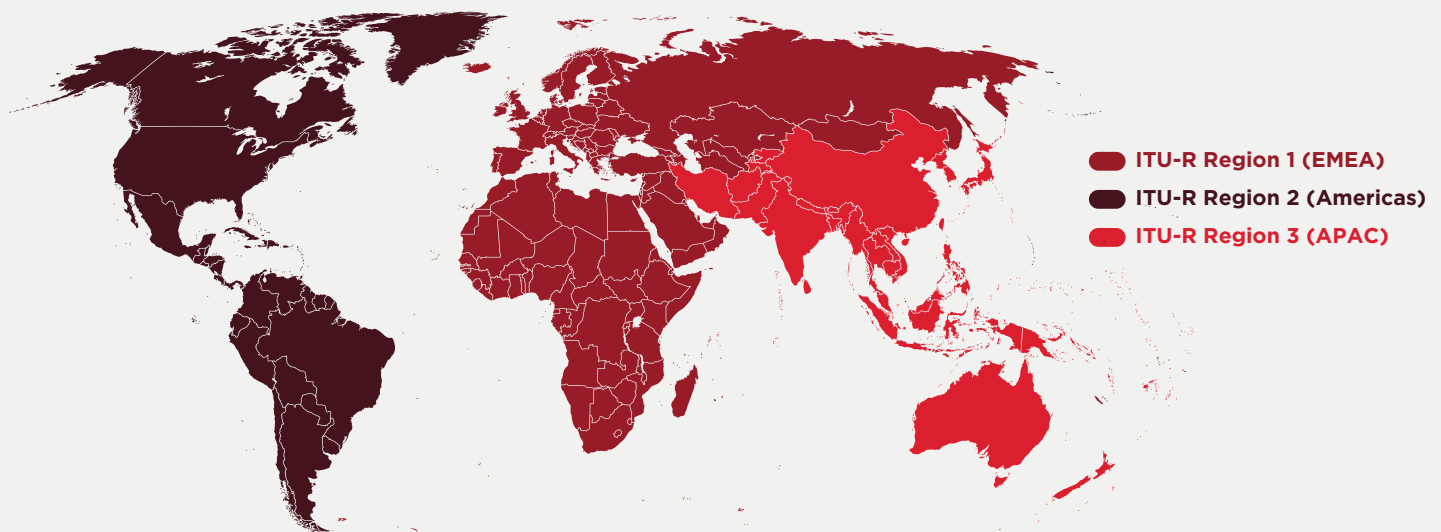 ITU-R Region 1 (EMEA)
ITU-R Region 2 (Americas)
ITU-R Region 3 (APAC)